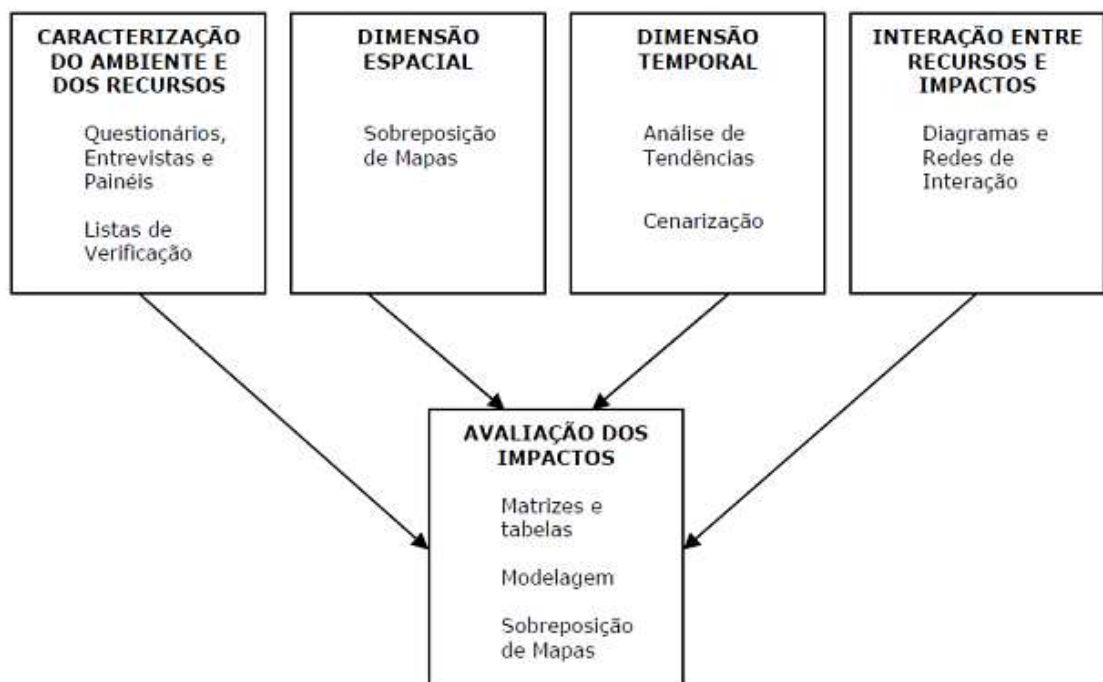 CARACTERIZAÇÃO
DO AMBIENTE E
DOS RECURSOS
Questionários,
Entrevistas e
Painéis
Listas de
Verificação
DIMENSÃO
ESPACIAL
Sobreposição
de Mapas
DIMENSÃO
TEMPORAL
Análise de
Tendências
Cenarização
INTERAÇÃO ENTRE
RECURSOS E
IMPACTOS
Diagramas e
Redes de
Interação
AVALIAÇÃO DOS
IMPACTOS
Matrizes e
tabelas
Modelagem
Sobreposição
de Mapas